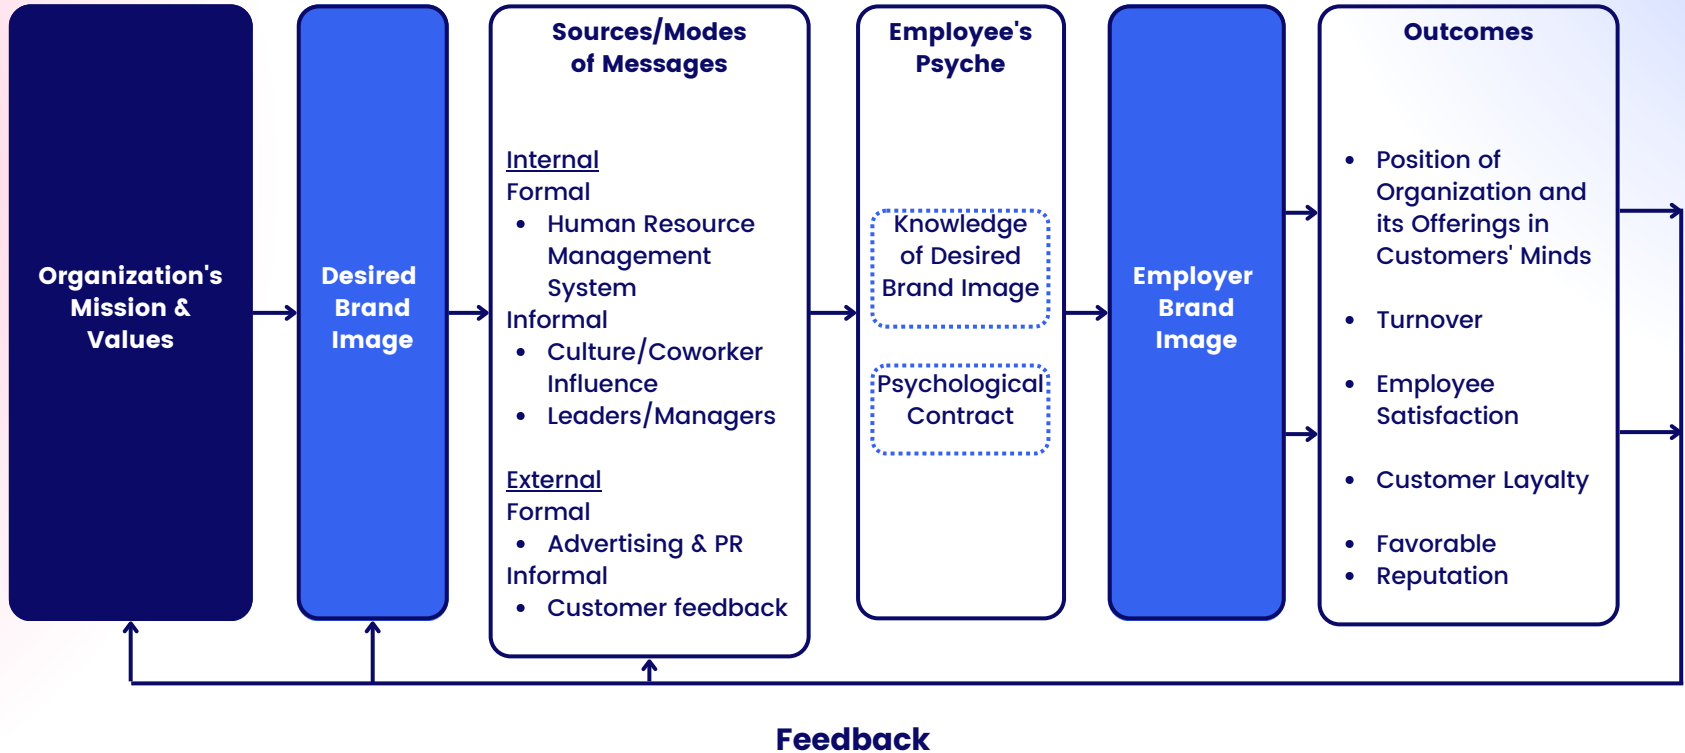 Organization's
Mission &
Values
Desired
Brand
Image
Sources/Modes
of Messages
Internal
Formal
• Human Resource
Management
System
Informal
• Culture/Coworker
Influence
• Leaders/Managers
External
Formal
• Advertising & PR
Informal
• Customer feedback
Employee's
Psyche
Knowledge
of Desired
Brand Image
Psychological
Contract
Employer
Brand
Image
Outcomes
• Position of
Organization and
its Offerings in
Customers' Minds
• Turnover
• Employee
Satisfaction
• Customer Layalty
• Favorable
• Reputation
Feedback